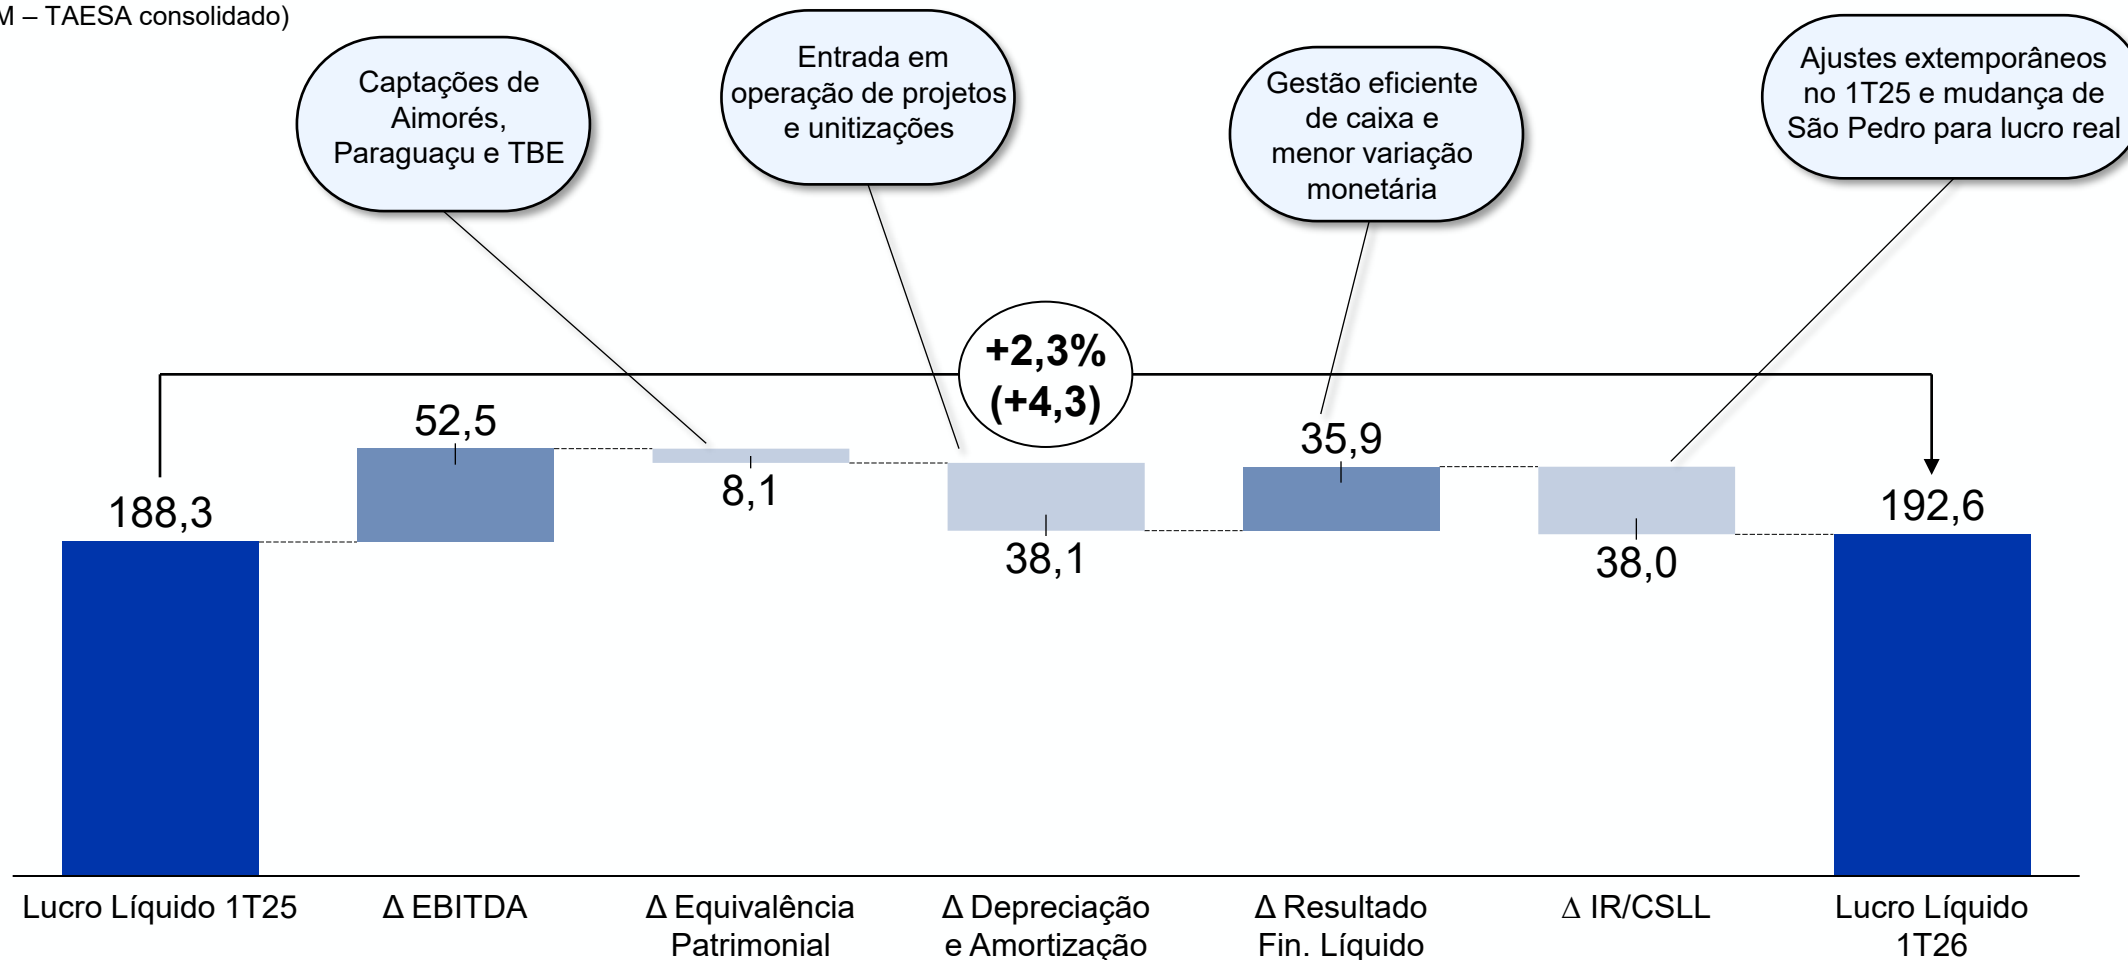 M – TAESA consolidado)
Captações de
Aimorés,
Paraguaçu e TBE
Entrada em
operação de projetos
e unitizações
Gestão eficiente
de caixa e
menor variação
monetária
Ajustes extemporâneos
no 1T25 e mudança de
São Pedro para lucro real
+2,3%
(+4,3)
188,3
52,5
8,1
38,1
35,9
38,0
192,6
Lucro Líquido 1T25
Δ EBITDA
Δ Equivalência
Patrimonial
Δ Depreciação
e Amortização
Δ Resultado
Fin. Líquido
Δ IR/CSLL
Lucro Líquido
1T26